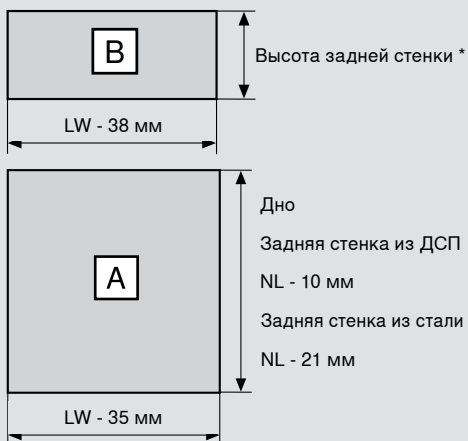 B
Высота задней стенки *
LW - 38 мм
Дно
Задняя стенка из ДСП
A
NL - 10 мм
Задняя стенка из стали
NL - 21 мм
LW - 35 мм